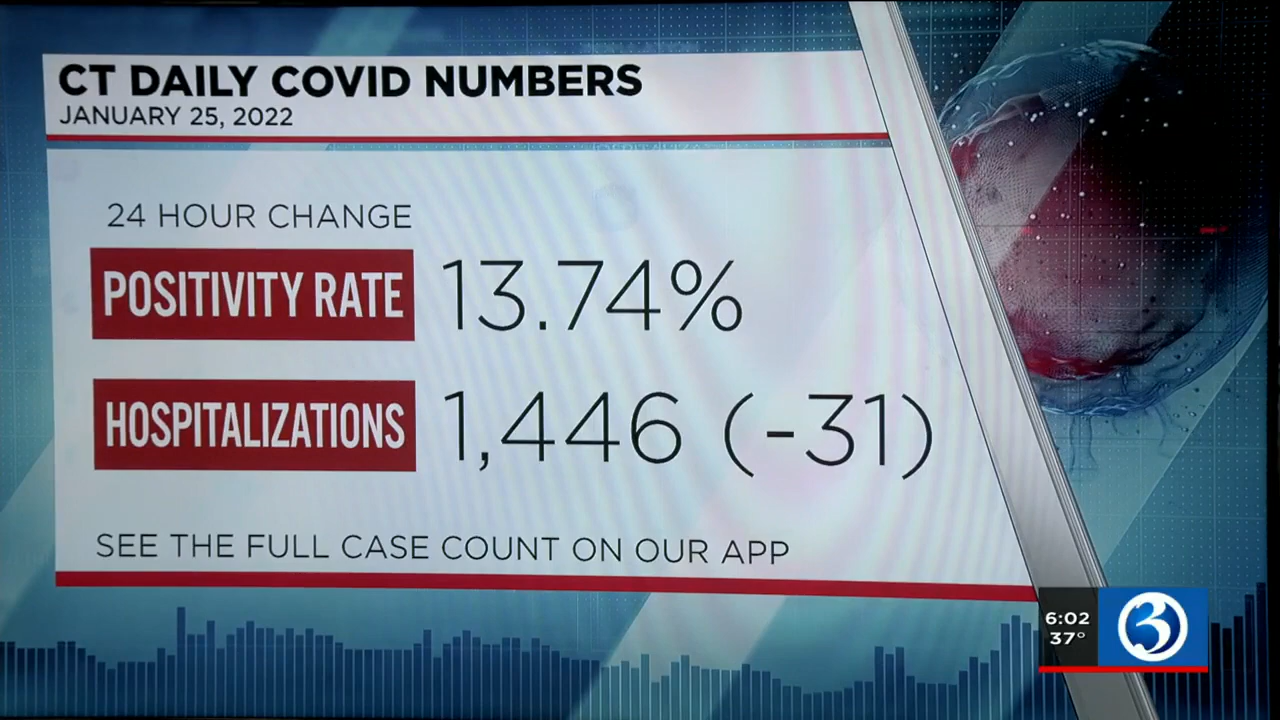 CT DAILY COVID NUMBERS
JANUARY 25, 2022
24 HOUR CHANGE
POSITIVITY RATE 13.74%
HOSPITALIZATIONS 1,446 (-31)
SEE THE FULL CASE COUNT ON OUR APP
6:02
37°
3